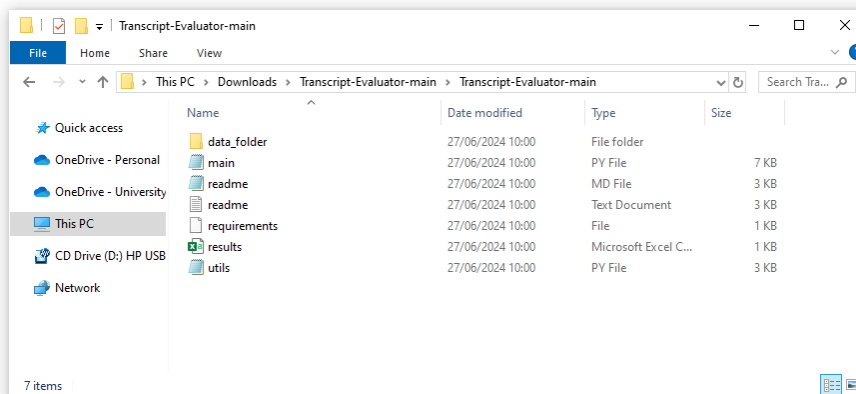 Transcript-Evaluator-main
File Home Share View
This PC Downloads Transcript-Evaluator-main Transcript-Evaluator-main Search Tra...
Name Date modified Type Size
Quick access
OneDrive - Personal
OneDrive - University
This PC
CD Drive (D:) HP USB
Network
data_folder 27/06/2024 10:00 File folder
main 27/06/2024 10:00 PY File 7 KB
readme 27/06/2024 10:00 MD File 3 KB
readme 27/06/2024 10:00 Text Document 3 KB
requirements 27/06/2024 10:00 File 1 KB
results 27/06/2024 10:00 Microsoft Excel C... 1 KB
utils 27/06/2024 10:00 PY File 3 KB
7 items